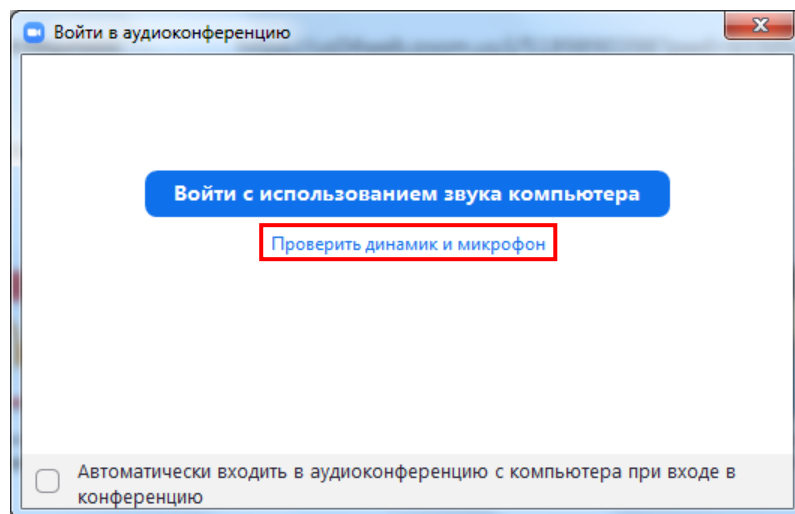 Войти в аудиоконференцию
Войти с использованием звука компьютера
Проверить динамик и микрофон
Автоматически входить в аудиоконференцию с компьютера при входе в
конференцию